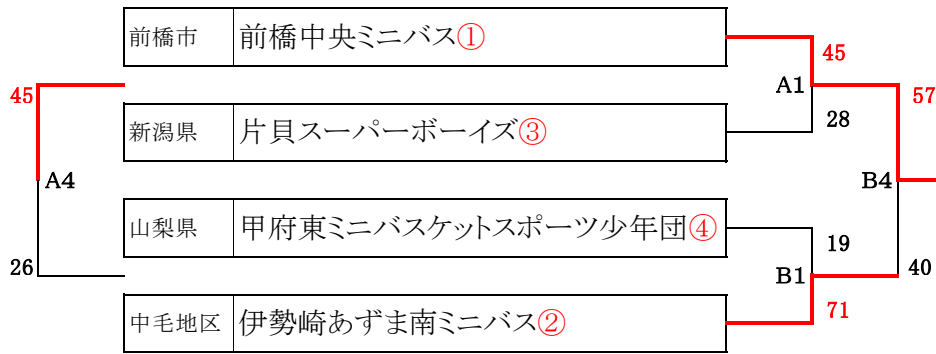 前橋市 前橋中央ミニバス①
45
A1
45
57
新潟県 片貝スーパーボーイズ③
28
A4
B4
山梨県 甲府東ミニバスケットスポーツ少年団④
19
26
B1
40
中毛地区 伊勢崎あずま南ミニバス②
71